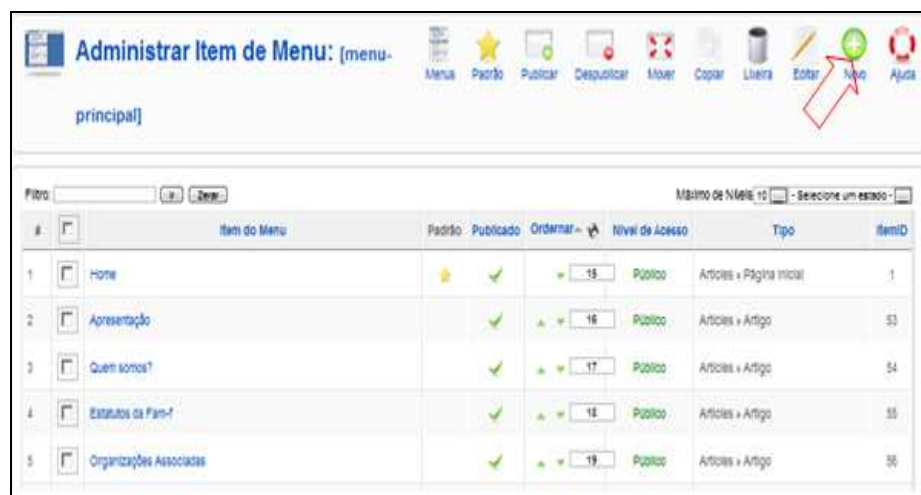 Administrar Item de Menu: [menu-
principal]
Menus Padrão Publicar Despublicar Mover Copiar Lixeira Editar Novo Ajuda
Filtro: Ir Zerar Máximo de Níveis 10 - Selecione um estado -
# Item do Menu Padrão Publicado Ordernar Nível de Acesso Tipo ItemID
1 Home 15 Público Articles » Página Inicial 1
2 Apresentação 16 Público Articles » Artigo 53
3 Quem somos? 17 Público Articles » Artigo 54
4 Estatutos da Fam-f 18 Público Articles » Artigo 55
5 Organizações Associadas 19 Público Articles » Artigo 56